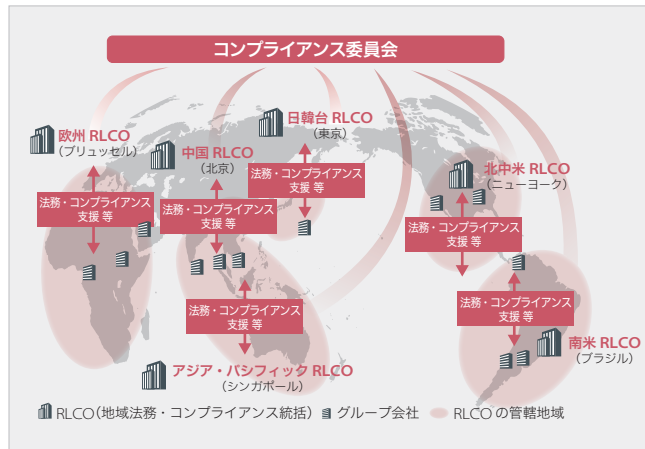 コンプライアンス委員会
欧州 RLCO
（ブリュッセル）
中国 RLCO
（北京）
日韓台 RLCO
（東京）
北中米 RLCO
（ニューヨーク）
法務・コンプライアンス
支援 等
法務・コンプライアンス
支援 等
法務・コンプライアンス
支援 等
法務・コンプライアンス
支援 等
法務・コンプライアンス
支援 等
法務・コンプライアンス
支援 等
アジア・パシフィック RLCO
（シンガポール）
南米 RLCO
（ブラジル）
RLCO（地域法務・コンプライアンス統括） グループ会社 RLCOの管轄地域